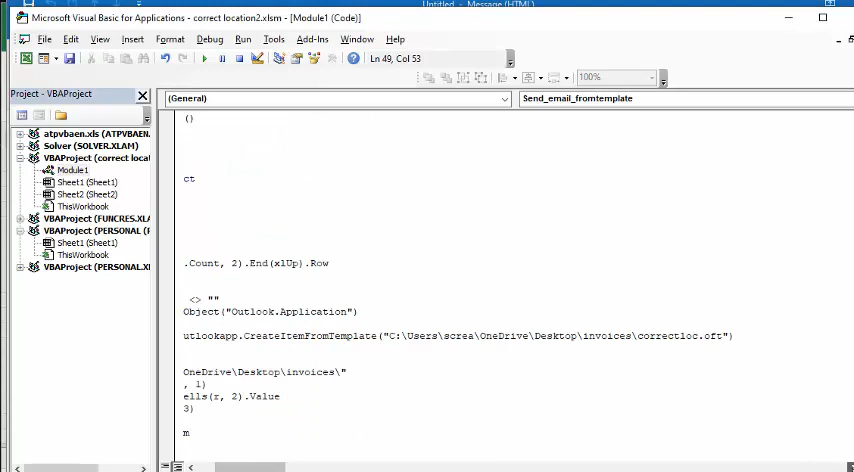 Untitled - Message (HTML)
Microsoft Visual Basic for Applications - correct location2.xlsm - [Module1 (Code)]
File Edit View Insert Format Debug Run Tools Add-Ins Window Help
Ln 49, Col 53
100%
Project - VBAProject
(General) Send_email_fromtemplate
atpvbaen.xls (ATPVBAEN.
Solver (SOLVER.XLAM)
VBAProject (correct locat
Module1
Sheet1 (Sheet1)
Sheet2 (Sheet2)
ThisWorkbook
VBAProject (FUNCRES.XLA
VBAProject (PERSONAL (P
Sheet1 (Sheet1)
ThisWorkbook
VBAProject (PERSONAL.XL
()
ct
.Count, 2).End(xlUp).Row
<> ""
Object("Outlook.Application")
utlookapp.CreateItemFromTemplate("C:\Users\screa\OneDrive\Desktop\invoices\correctloc.oft")
OneDrive\Desktop\invoices\"
, 1)
ells(r, 2).Value
3)
m